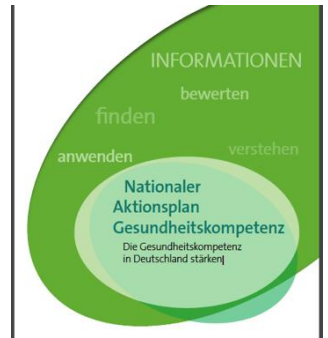 INFORMATIONEN
bewerten
finden
verstehen
anwenden
Nationaler
Aktionsplan
Gesundheitskompetenz
Die Gesundheitskompetenz
in Deutschland stärken